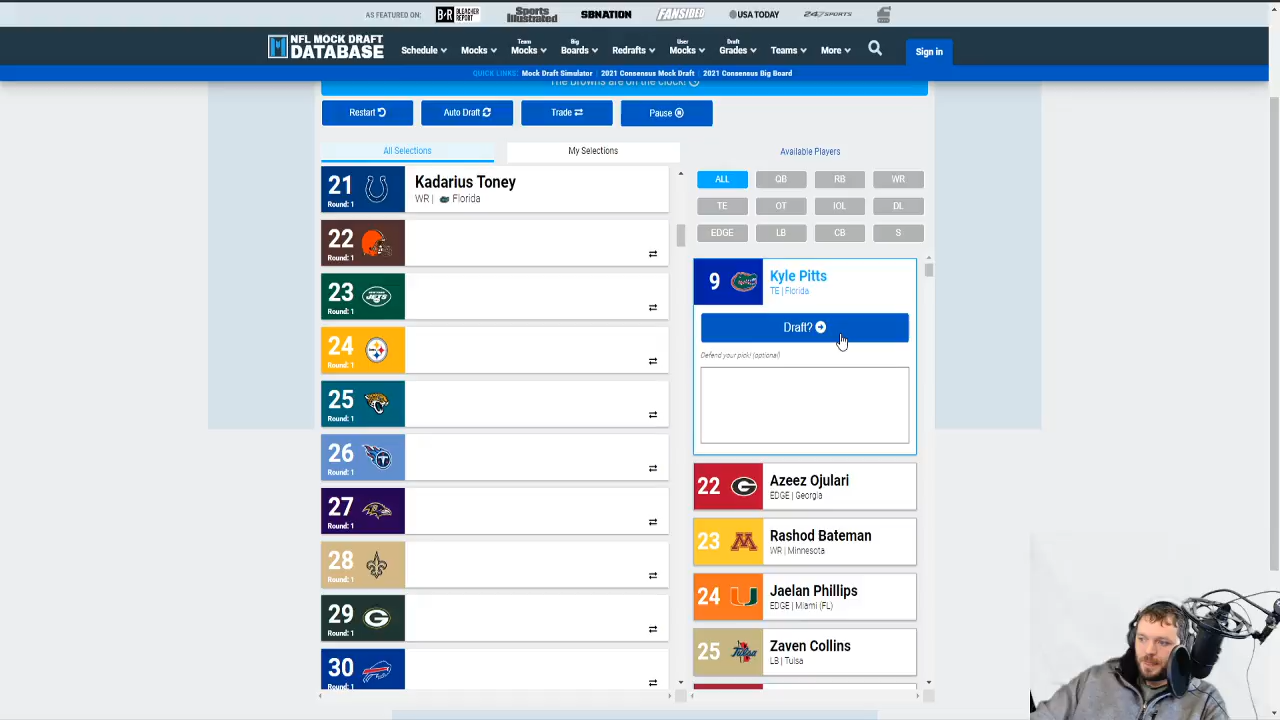 AS FEATURED ON: B/R BLEACHER REPORT Sports Illustrated SBNATION FANSIDED USA TODAY 247SPORTS
NFL MOCK DRAFT DATABASE
Schedule Mocks Team Mocks Big Boards Redrafts User Mocks Draft Grades Teams More Sign in
QUICK LINKS: Mock Draft Simulator | 2021 Consensus Mock Draft | 2021 Consensus Big Board
The Browns are on the clock!
Restart Auto Draft Trade Pause
All Selections My Selections Available Players
ALL QB RB WR
TE OT IOL DL
EDGE LB CB S
21 Round: 1 Kadarius Toney
WR | Florida
22 Round: 1
23 NEW YORK JETS Round: 1
24 Round: 1
25 Round: 1
26 Round: 1
27 Round: 1
28 Round: 1
29 G Round: 1
30 Round: 1
9 Kyle Pitts
TE | Florida
Draft?
Defend your pick! (optional)
22 G Azeez Ojulari
EDGE | Georgia
23 M Rashod Bateman
WR | Minnesota
24 U Jaelan Phillips
EDGE | Miami (FL)
25 Tulsa Zaven Collins
LB | Tulsa